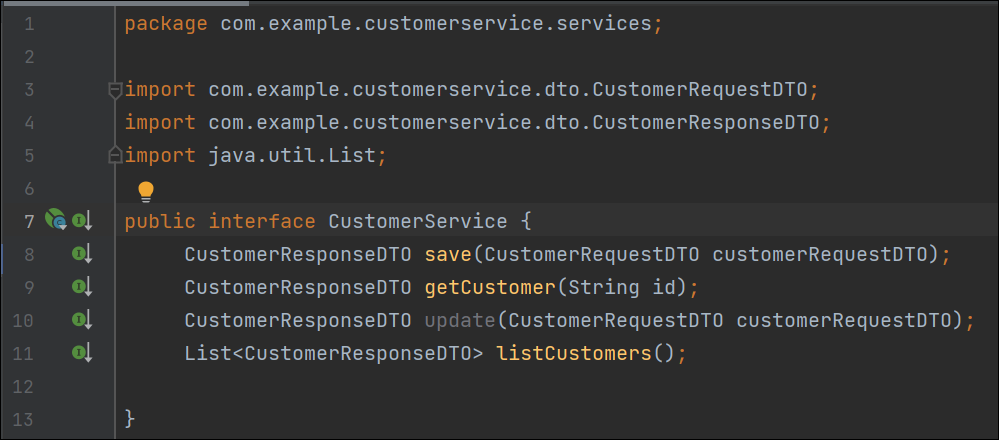 1 package com.example.customerservice.services;
2
3 import com.example.customerservice.dto.CustomerRequestDTO;
4 import com.example.customerservice.dto.CustomerResponseDTO;
5 import java.util.List;
6
7 public interface CustomerService {
8 CustomerResponseDTO save(CustomerRequestDTO customerRequestDTO);
9 CustomerResponseDTO getCustomer(String id);
10 CustomerResponseDTO update(CustomerRequestDTO customerRequestDTO);
11 List<CustomerResponseDTO> listCustomers();
12
13 }